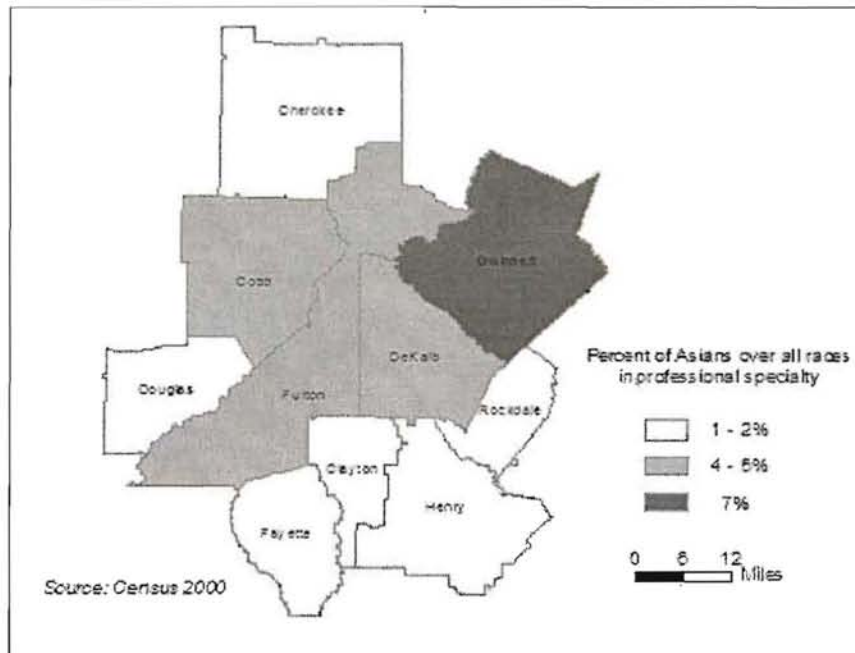 Cherokee
Gwinnett
Cobb
DeKalb
Douglas
Fulton
Rockdale
Clayton
Henry
Fayette
Percent of Asians over all races
in professional specialty
1 - 2%
4 - 5%
7%
0 6 12
Miles
Source: Census 2000